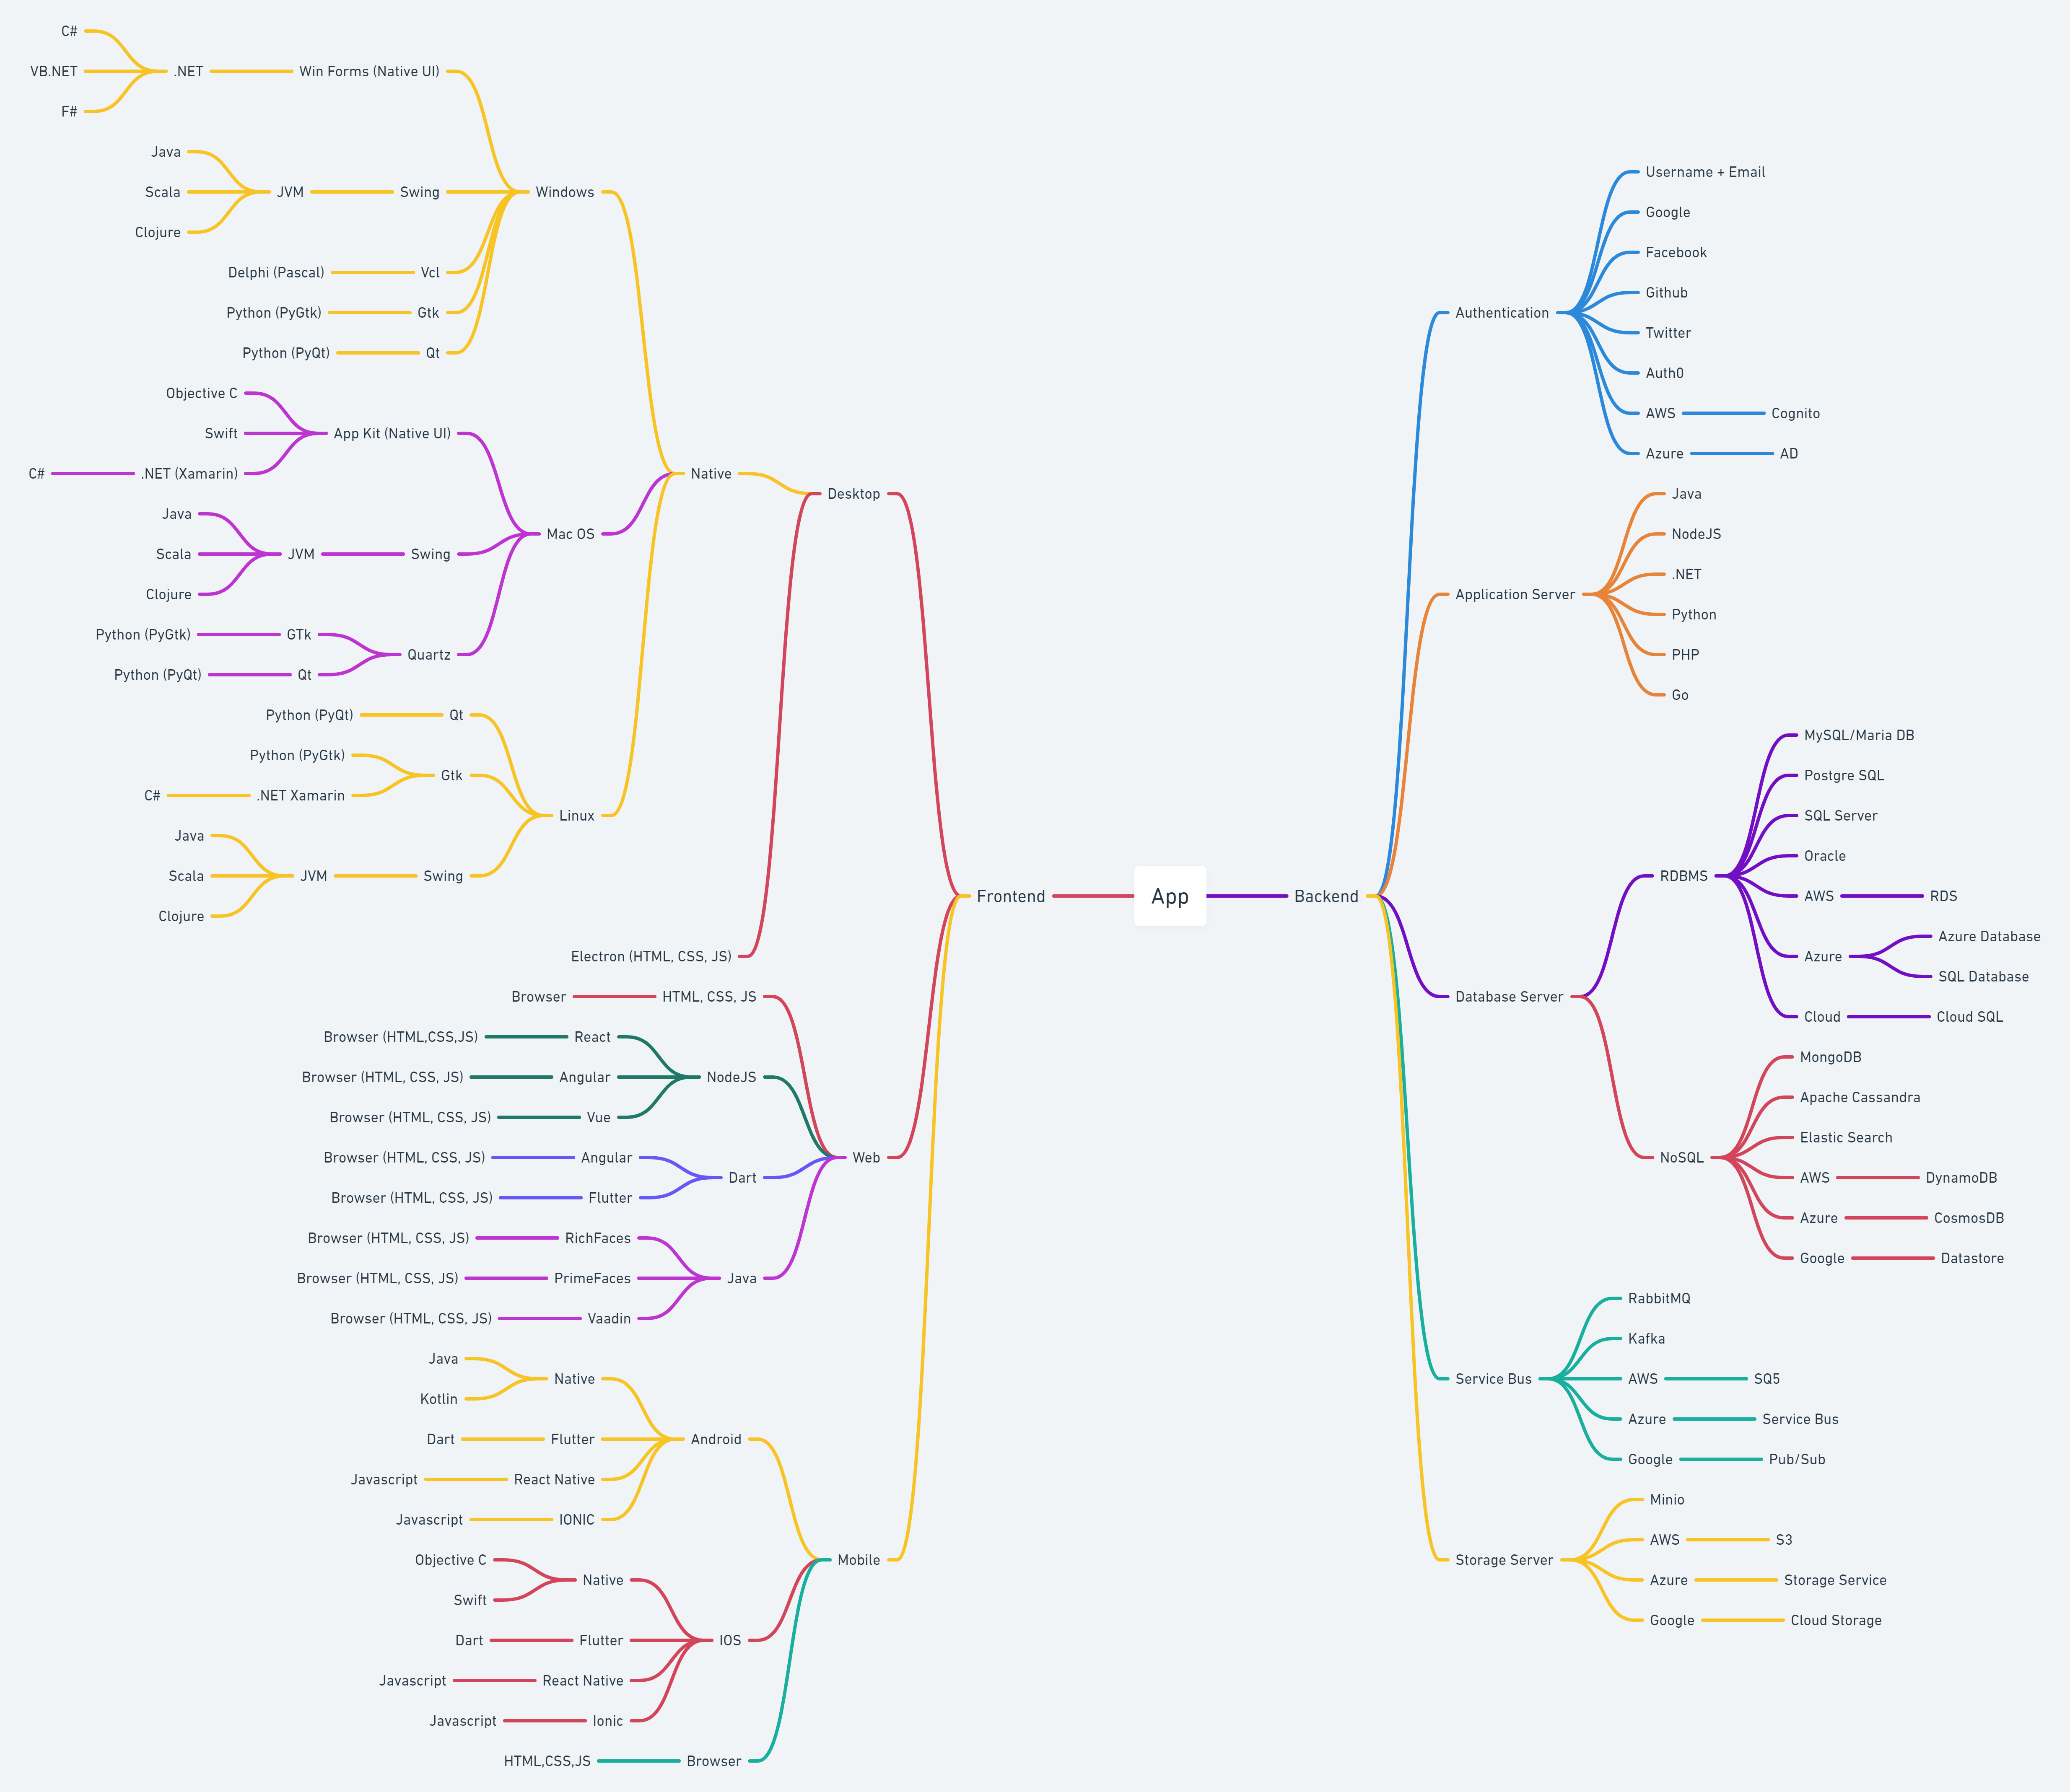 App
Frontend
Desktop
Native
Windows
Win Forms (Native UI)
.NET
C#
VB.NET
F#
Swing
JVM
Java
Scala
Clojure
Vcl
Delphi (Pascal)
Gtk
Python (PyGtk)
Qt
Python (PyQt)
Mac OS
App Kit (Native UI)
Objective C
Swift
.NET (Xamarin)
C#
Swing
JVM
Java
Scala
Clojure
Quartz
GTk
Python (PyGtk)
Qt
Python (PyQt)
Linux
Qt
Python (PyQt)
Gtk
Python (PyGtk)
.NET Xamarin
C#
Swing
JVM
Java
Scala
Clojure
Electron (HTML, CSS, JS)
Web
HTML, CSS, JS
Browser
NodeJS
React
Browser (HTML,CSS,JS)
Angular
Browser (HTML, CSS, JS)
Vue
Browser (HTML, CSS, JS)
Dart
Angular
Browser (HTML, CSS, JS)
Flutter
Browser (HTML, CSS, JS)
Java
RichFaces
Browser (HTML, CSS, JS)
PrimeFaces
Browser (HTML, CSS, JS)
Vaadin
Browser (HTML, CSS, JS)
Mobile
Android
Native
Java
Kotlin
Flutter
Dart
React Native
Javascript
IONIC
Javascript
IOS
Native
Objective C
Swift
Flutter
Dart
React Native
Javascript
Ionic
Javascript
Browser
HTML,CSS,JS
Backend
Authentication
Username + Email
Google
Facebook
Github
Twitter
Auth0
AWS
Cognito
Azure
AD
Application Server
Java
NodeJS
.NET
Python
PHP
Go
Database Server
RDBMS
MySQL/Maria DB
Postgre SQL
SQL Server
Oracle
AWS
RDS
Azure
Azure Database
SQL Database
Cloud
Cloud SQL
NoSQL
MongoDB
Apache Cassandra
Elastic Search
AWS
DynamoDB
Azure
CosmosDB
Google
Datastore
Service Bus
RabbitMQ
Kafka
AWS
SQ5
Azure
Service Bus
Google
Pub/Sub
Storage Server
Minio
AWS
S3
Azure
Storage Service
Google
Cloud Storage